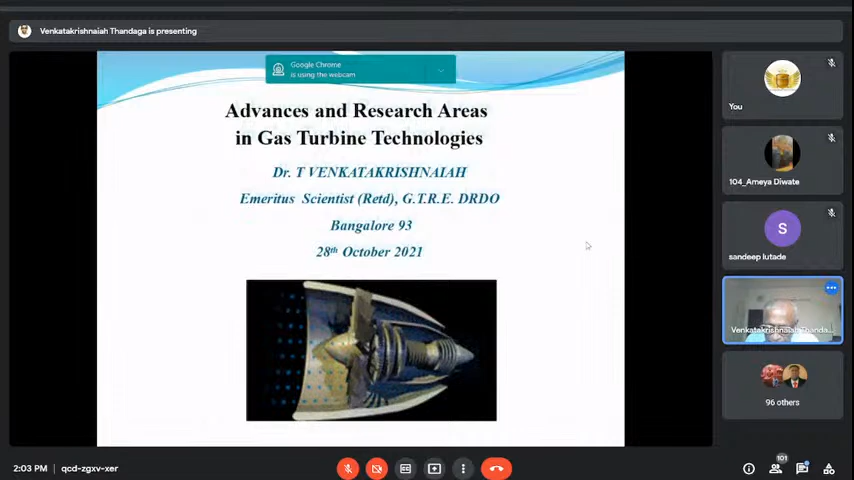 Venkatakrishnaiah Thandaga is presenting
Google Chrome
is using the webcam
Advances and Research Areas
in Gas Turbine Technologies
Dr. T VENKATAKRISHNAIAH
Emeritus Scientist (Retd), G.T.R.E. DRDO
Bangalore 93
28th October 2021
You
104_Ameya Diwate
S
sandeep lutade
Venkatakrishnaiah Thanda...
96 others
2:03 PM
qcd-zgxv-xer
101